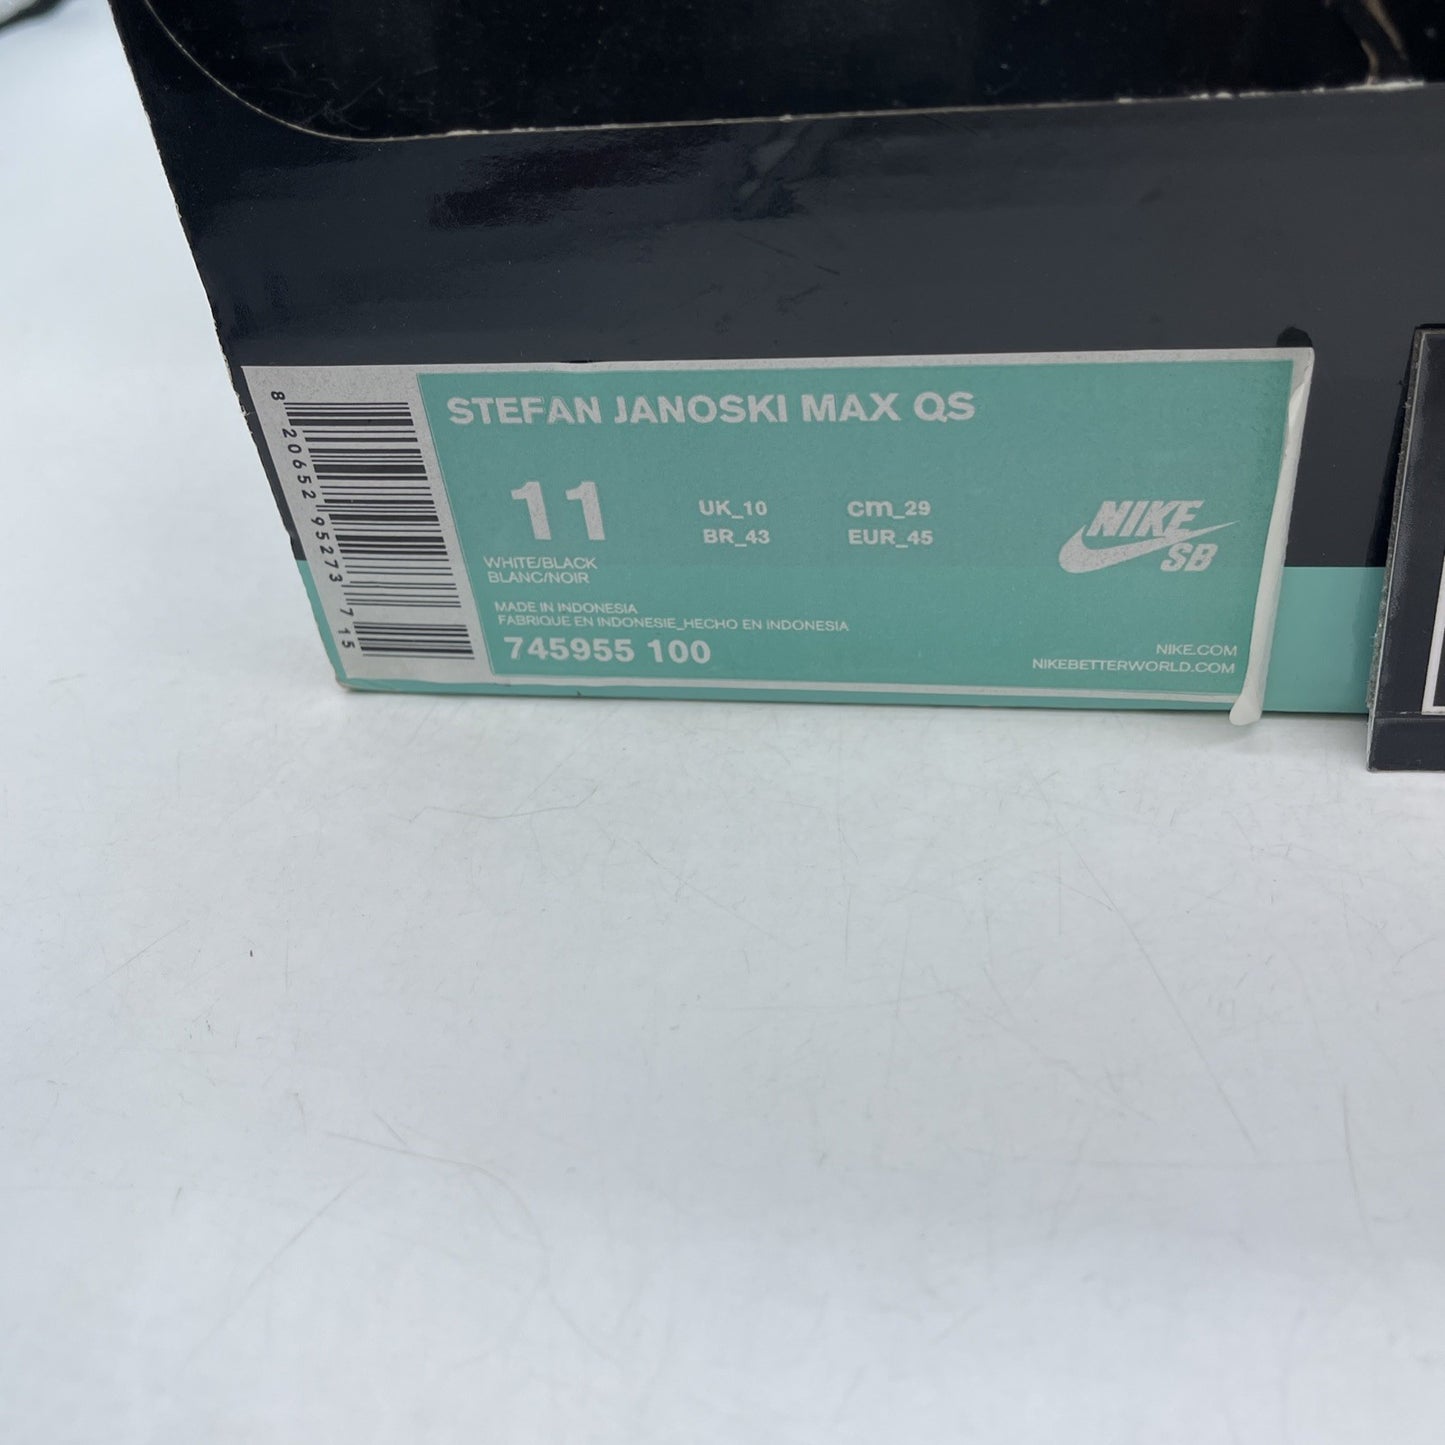 STEFAN JANOSKI MAX QS
11
UK_10 cm_29
BR_43 EUR_45
WHITE/BLACK
BLANC/NOIR
MADE IN INDONESIA
FABRIQUE EN INDONESIE_HECHO EN INDONESIA
745955 100
NIKE
SB
NIKE.COM
NIKEBETTERWORLD.COM
8 20652 95273 7 15